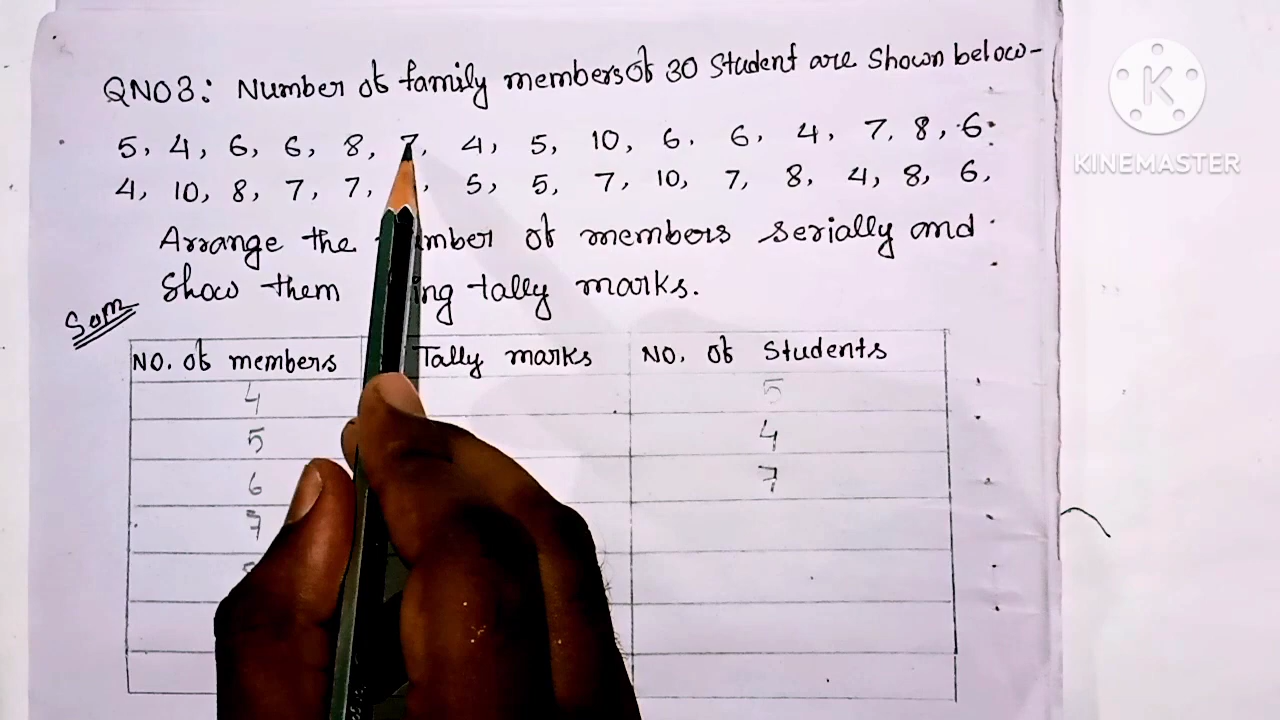 QNO3: Number of family members of 30 Student are Shown below-
5, 4, 6, 6, 8, 7, 4, 5, 10, 6, 6, 4, 7, 8, 6.
4, 10, 8, 7, 7, 5, 5, 7, 10, 7, 8, 4, 8, 6,
Arrange the number of members serially and
Show them tally marks.
NO. of members Tally marks NO. of Students
4 5
5 4
6 7
7
K
KINEMASTER